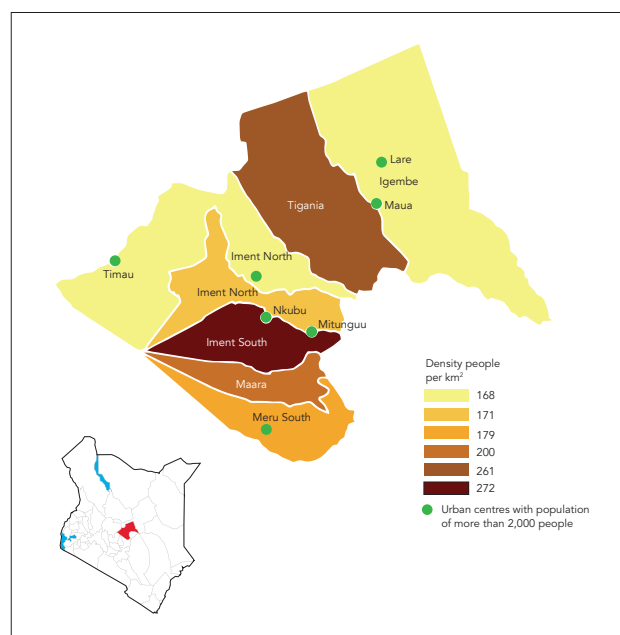 Lare
Igembe
Maua
Tigania
Iment North
Timau
Iment North
Nkubu
Mitunguu
Iment South
Maara
Meru South
Density people
per km²
168
171
179
200
261
272
Urban centres with population
of more than 2,000 people